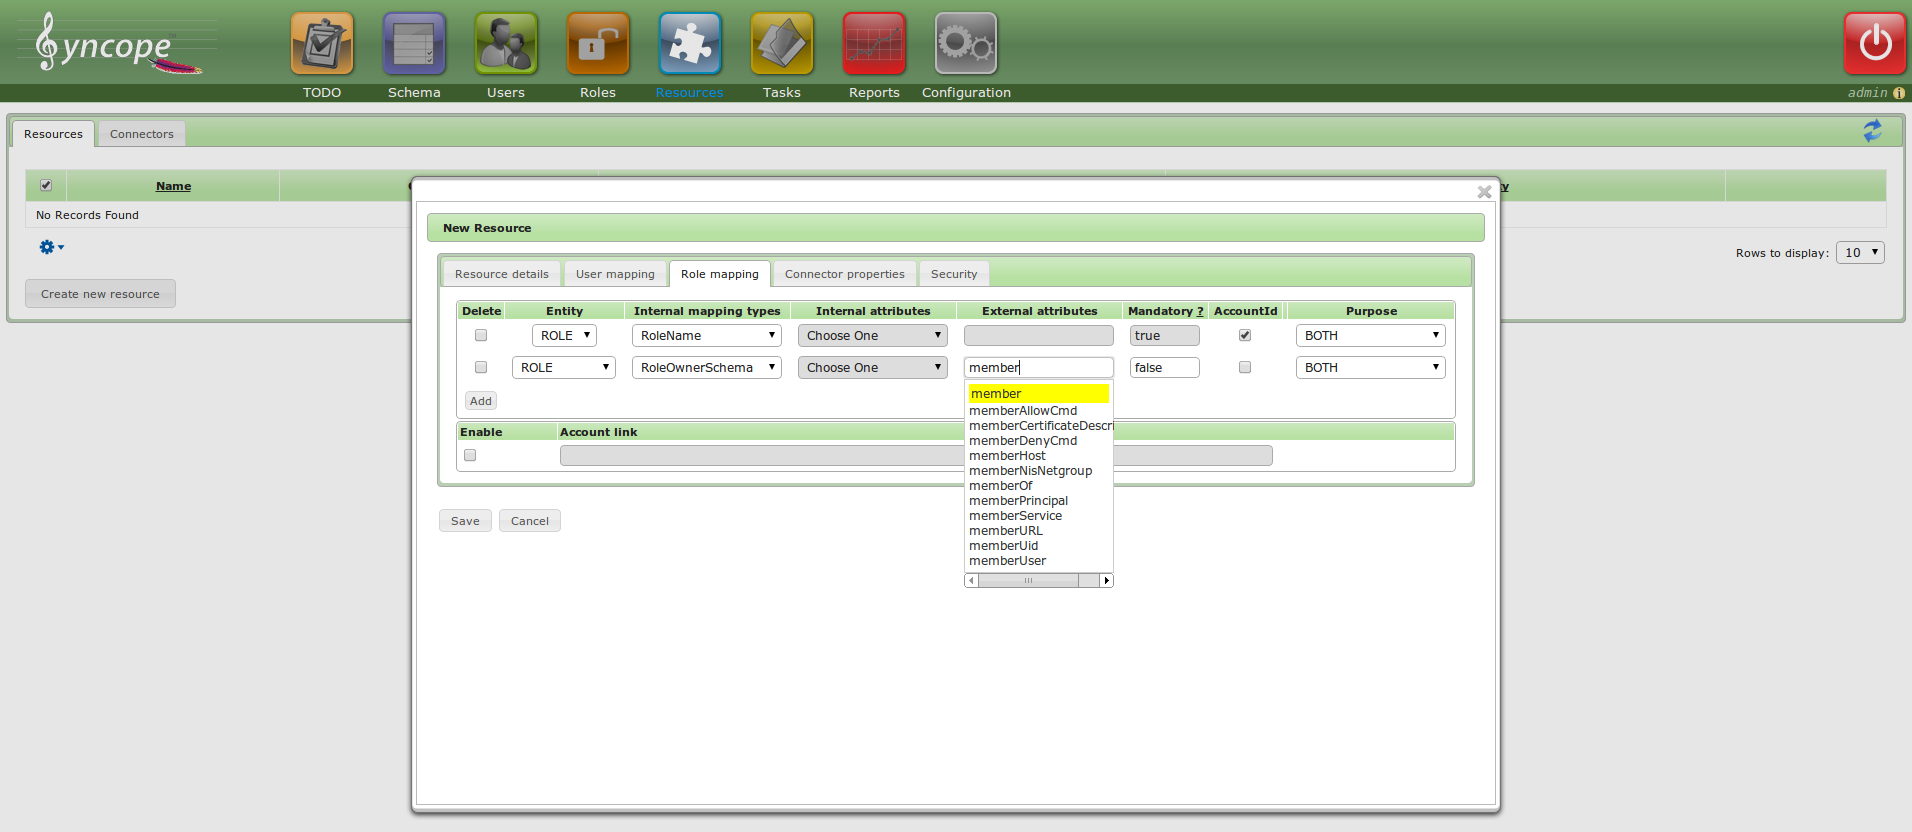 yncope
TODO
Schema
Users
Roles
Resources
Tasks
Reports
Configuration
admin
Resources
Connectors
Name
No Records Found
Rows to display: 10
Create new resource
New Resource
Resource details
User mapping
Role mapping
Connector properties
Security
Delete Entity Internal mapping types Internal attributes External attributes Mandatory ? AccountId Purpose
ROLE RoleName Choose One true BOTH
ROLE RoleOwnerSchema Choose One member false BOTH
member
memberAllowCmd
memberCertificateDescri
memberDenyCmd
memberHost
memberNisNetgroup
memberOf
memberPrincipal
memberService
memberURL
memberUid
memberUser
Add
Enable Account link
Save
Cancel